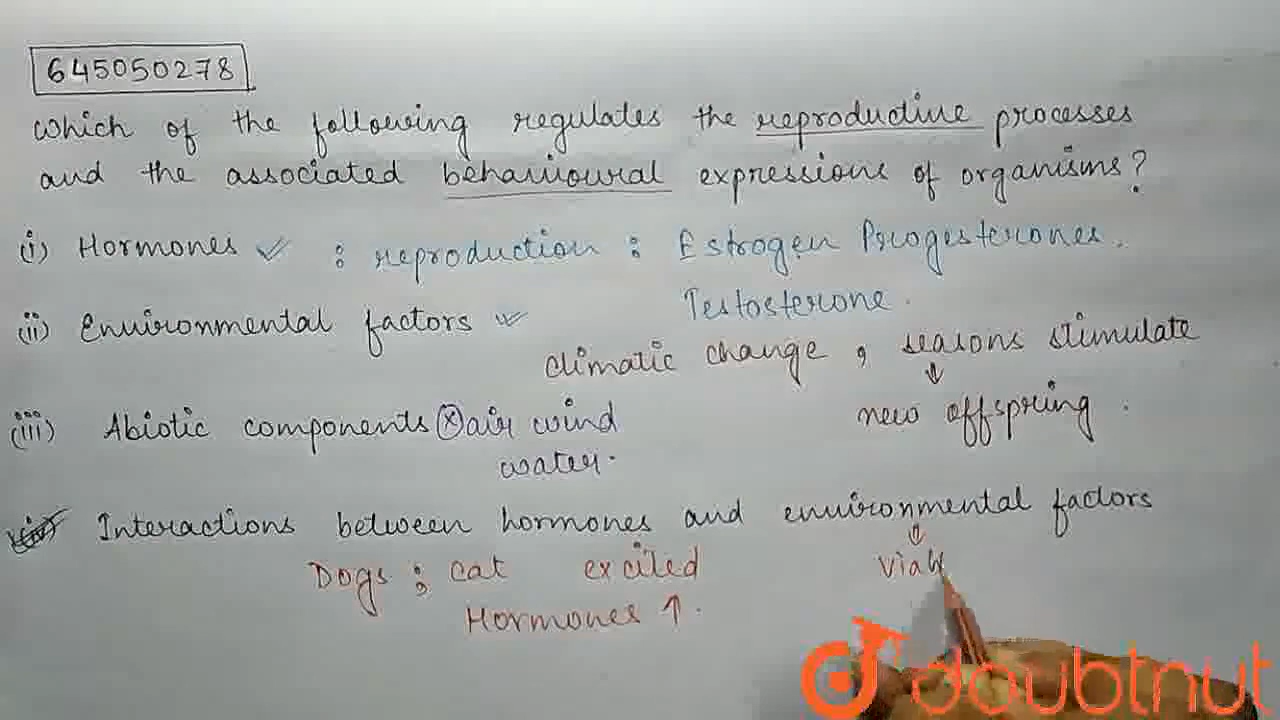 645050278
Which of the following regulates the reproductive processes
and the associated behavioural expressions of organisms?
(i) Hormones ✓ : reproduction : Estrogen Progesterones.
Testosterone.
(ii) Environmental factors ✓
climatic change, seasons stimulate
↓
new offspring.
(iii) Abiotic components ⓧ air wind
water.
Interactions between hormones and environmental factors
↓
Dogs ; cat excited
Hormones ↑.
doubtnut